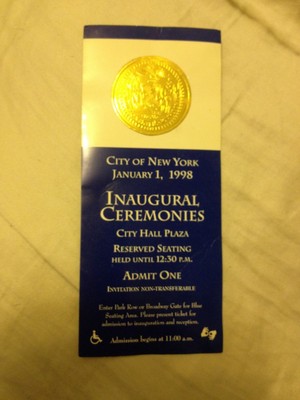 CITY OF NEW YORK
JANUARY 1, 1998
INAUGURAL
CEREMONIES
CITY HALL PLAZA
RESERVED SEATING
HELD UNTIL 12:30 P.M.
ADMIT ONE
INVITATION NON-TRANSFERABLE
Enter Park Row or Broadway Gate for Blue
Seating Area. Please present ticket for
admission to inauguration and reception.
Admission begins at 11:00 a.m.